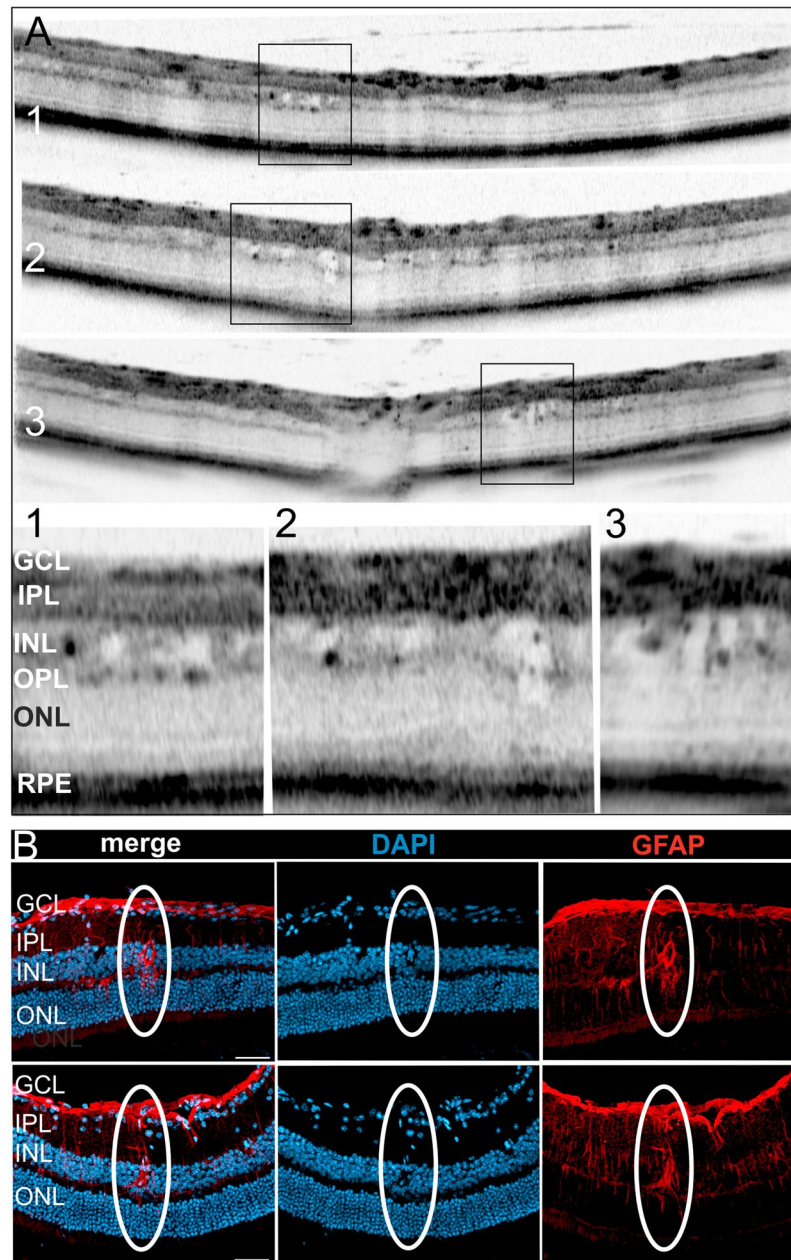 A
1
2
3
1 2 3
GCL
IPL
INL
OPL
ONL
RPE
B merge DAPI GFAP
GCL
IPL
INL
ONL
ONL
GCL
IPL
INL
ONL